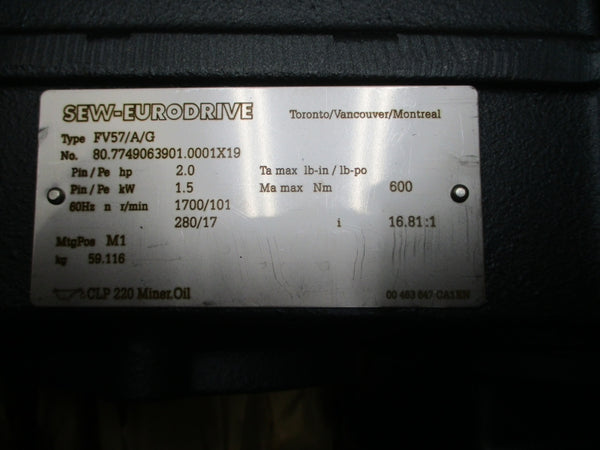 SEW-EURODRIVE Toronto/Vancouver/Montreal
Type FV57/A/G
No. 80.7749063901.0001X19
Pin/Pe hp 2.0 Ta max lb-in / lb-po
Pin/Pe kW 1.5 Ma max Nm 600
60Hz n r/min 1700/101
280/17 i 16.81 :1
MtgPos M1
kg 59.116
CLP 220 Miner.Oil 00 463 647-CA1EN